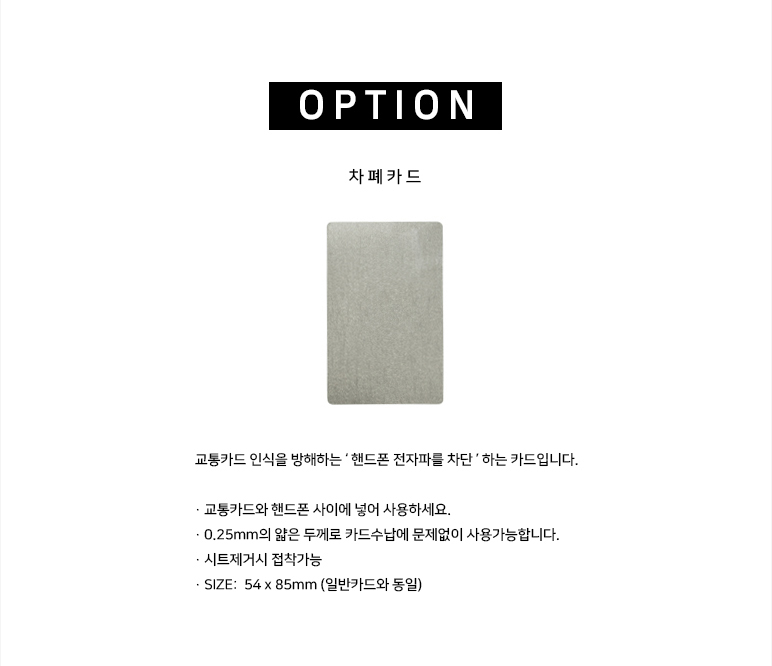 OPTION
차폐카드
교통카드 인식을 방해하는 ‘ 핸드폰 전자파를 차단 ’ 하는 카드입니다.
· 교통카드와 핸드폰 사이에 넣어 사용하세요.
· 0.25mm의 얇은 두께로 카드수납에 문제없이 사용가능합니다.
· 시트제거시 접착가능
· SIZE: 54 x 85mm (일반카드와 동일)